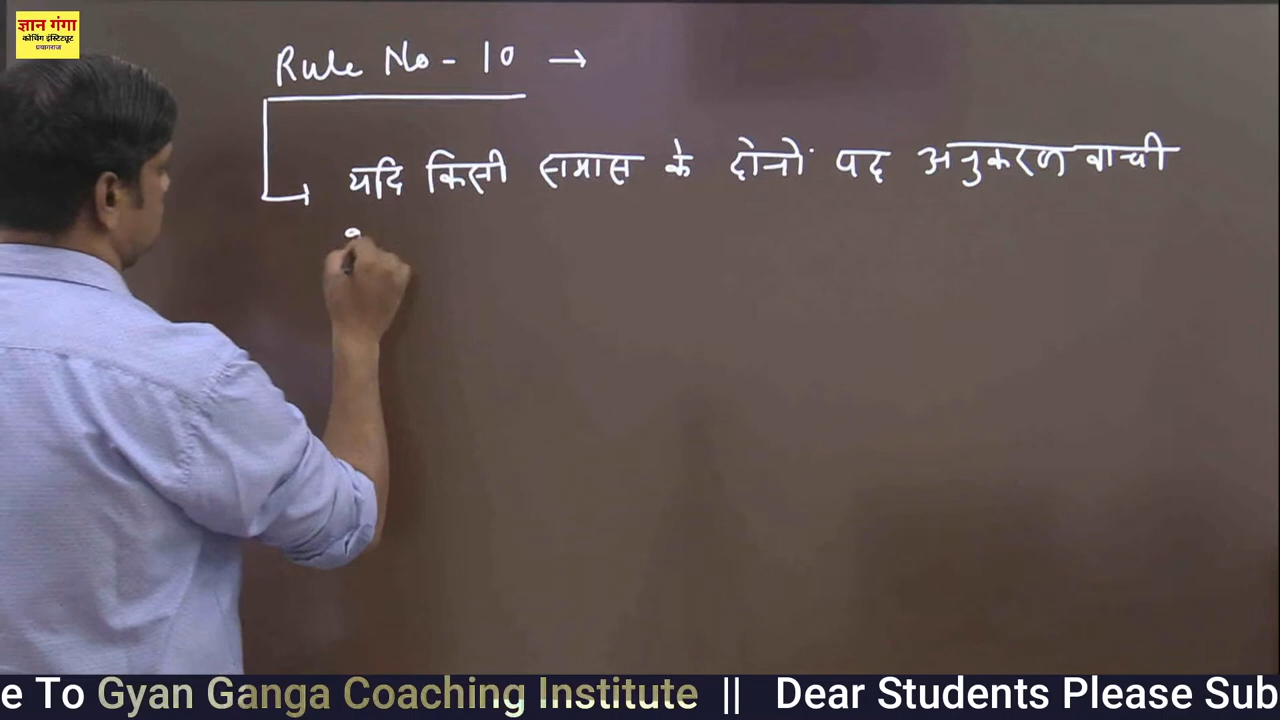 ज्ञान गंगा
कोचिंग इंस्टिट्यूट
प्रयागराज
Rule No - 10 →
यदि किसी समास के दोनों पद अनुकरण वाची
e To Gyan Ganga Coaching Institute || Dear Students Please Sub